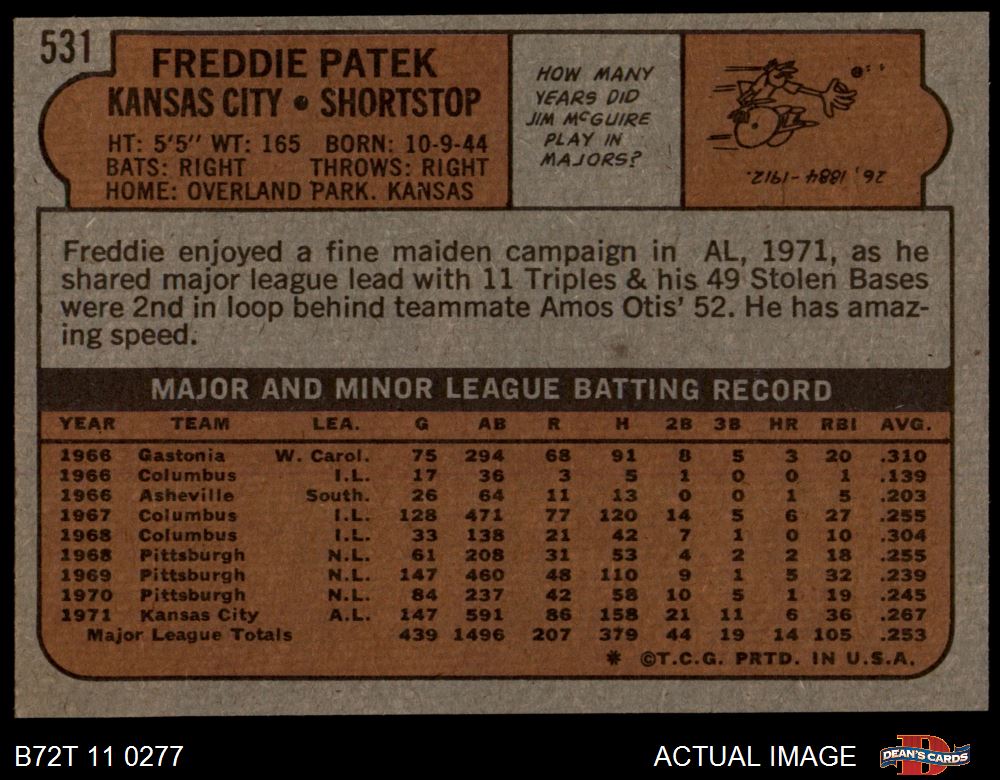 531
FREDDIE PATEK
KANSAS CITY • SHORTSTOP
HT: 5'5" WT: 165 BORN: 10-9-44
BATS: RIGHT THROWS: RIGHT
HOME: OVERLAND PARK. KANSAS
HOW MANY
YEARS DID
JIM McGUIRE
PLAY IN
MAJORS?
26, 1884-1912.
Freddie enjoyed a fine maiden campaign in AL, 1971, as he
shared major league lead with 11 Triples & his 49 Stolen Bases
were 2nd in loop behind teammate Amos Otis' 52. He has amaz-
ing speed.
MAJOR AND MINOR LEAGUE BATTING RECORD
YEAR TEAM LEA. G AB R H 2B 3B HR RBI AVG.
1966 Gastonia W. Carol. 75 294 68 91 8 5 3 20 .310
1966 Columbus I.L. 17 36 3 5 1 0 0 1 .139
1966 Asheville South. 26 64 11 13 0 0 1 5 .203
1967 Columbus I.L. 128 471 77 120 14 5 6 27 .255
1968 Columbus I.L. 33 138 21 42 7 1 0 10 .304
1968 Pittsburgh N.L. 61 208 31 53 4 2 2 18 .255
1969 Pittsburgh N.L. 147 460 48 110 9 1 5 32 .239
1970 Pittsburgh N.L. 84 237 42 58 10 5 1 19 .245
1971 Kansas City A.L. 147 591 86 158 21 11 6 36 .267
Major League Totals 439 1496 207 379 44 19 14 105 .253
* ©T.C.G. PRTD. IN U.S.A.
B72T 11 0277
ACTUAL IMAGE
D
DEAN'S CARDS